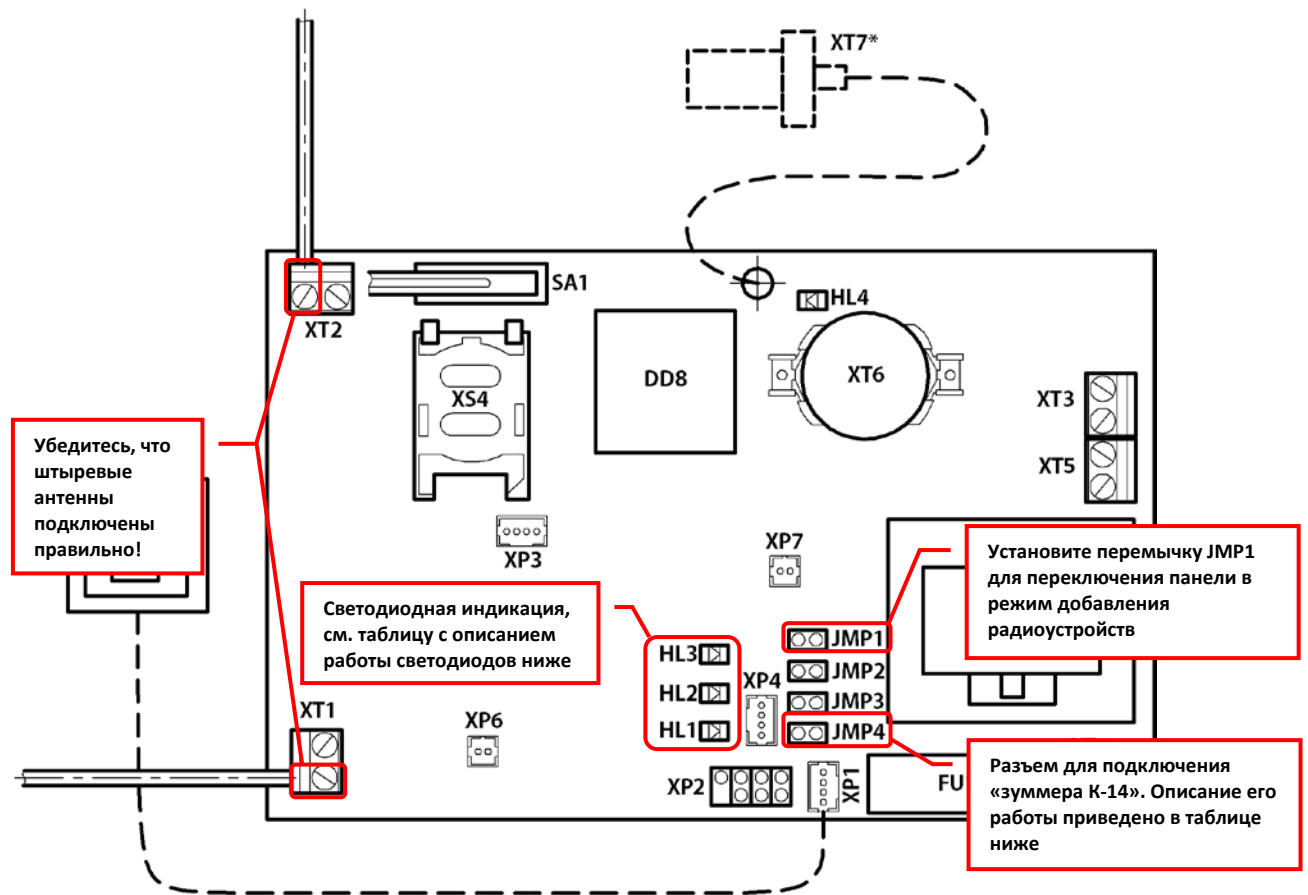 XT7*
SA1
HL4
XT2
XS4
DD8
XT6
XT3
XT5
Убедитесь, что
штыревые
антенны
подключены
правильно!
XP3
XP7
Установите перемычку JMP1
для переключения панели в
режим добавления
радиоустройств
Светодиодная индикация,
см. таблицу с описанием
работы светодиодов ниже
HL3
HL2
HL1
XP4
JMP1
JMP2
JMP3
JMP4
XT1
XP6
XP2
XP1
FU
Разъем для подключения
«зуммера К-14». Описание его
работы приведено в таблице
ниже